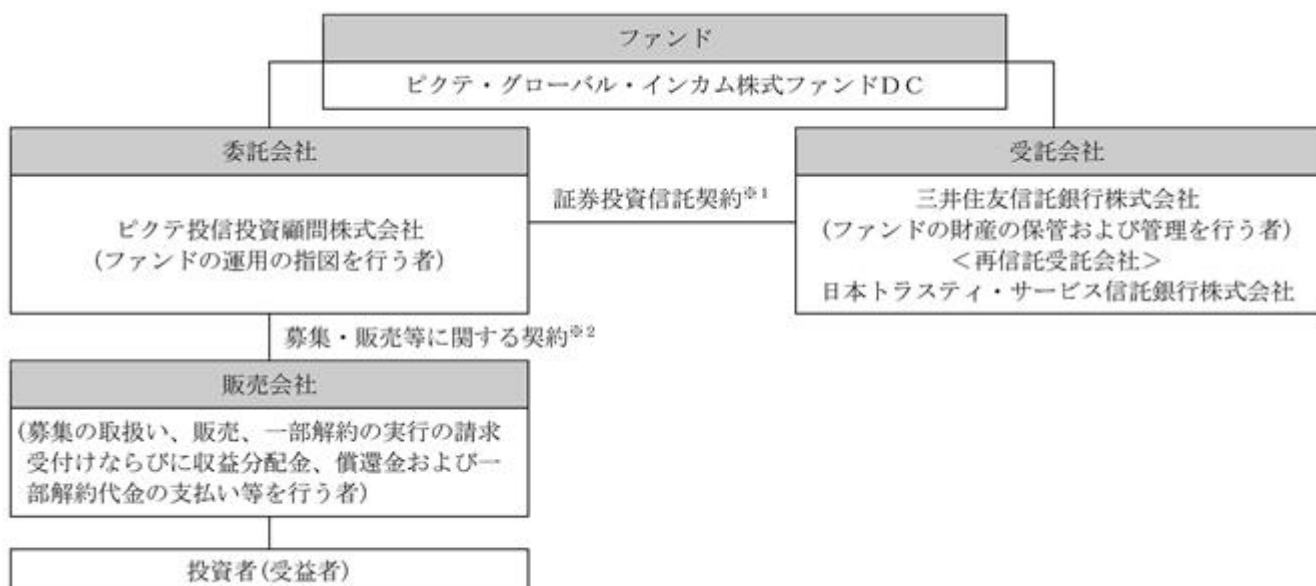 ファンド
ピクテ・グローバル・インカム株式ファンドＤＣ
委託会社
ピクテ投信投資顧問株式会社
(ファンドの運用の指図を行う者)
証券投資信託契約※1
受託会社
三井住友信託銀行株式会社
(ファンドの財産の保管および管理を行う者)
＜再信託受託会社＞
日本トラスティ・サービス信託銀行株式会社
募集・販売等に関する契約※2
販売会社
(募集の取扱い、販売、一部解約の実行の請求
受付けならびに収益分配金、償還金および一
部解約代金の支払い等を行う者)
投資者(受益者)